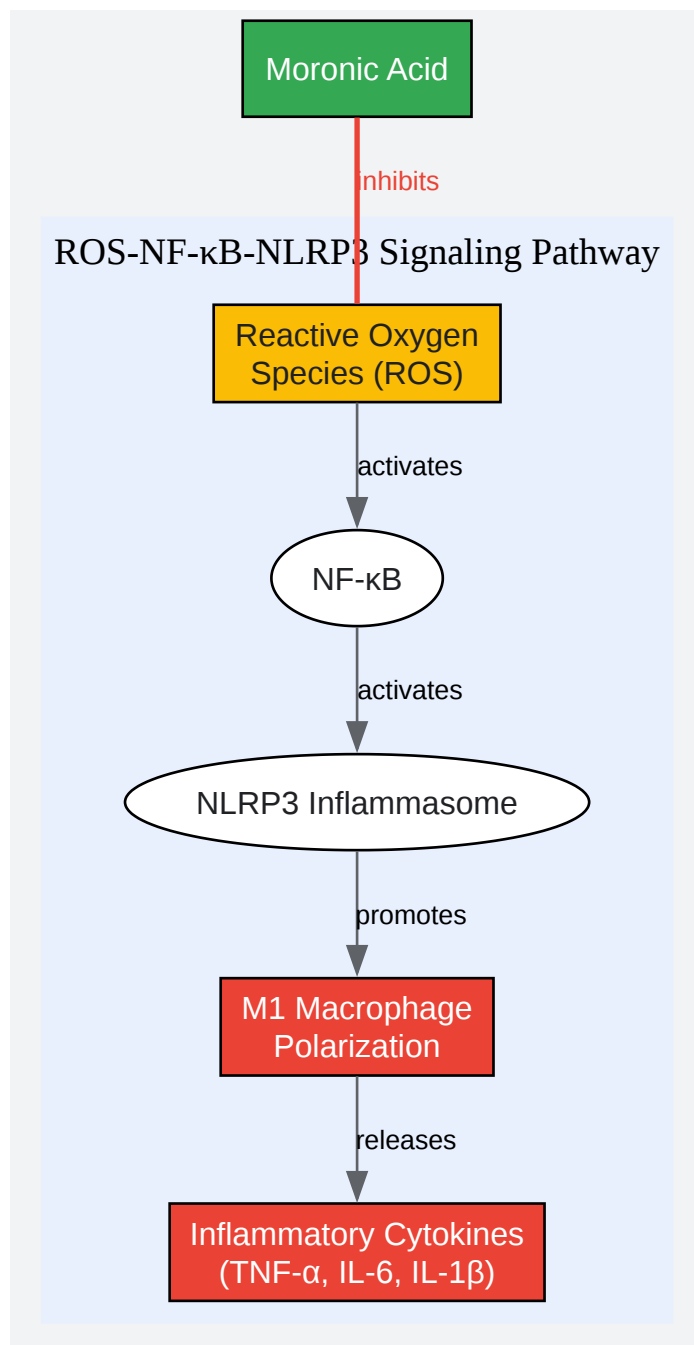 Moronic Acid
inhibits
ROS-NF-κB-NLRP3 Signaling Pathway
Reactive Oxygen
Species (ROS)
activates
NF-κB
activates
NLRP3 Inflammasome
promotes
M1 Macrophage
Polarization
releases
Inflammatory Cytokines
(TNF-α, IL-6, IL-1β)